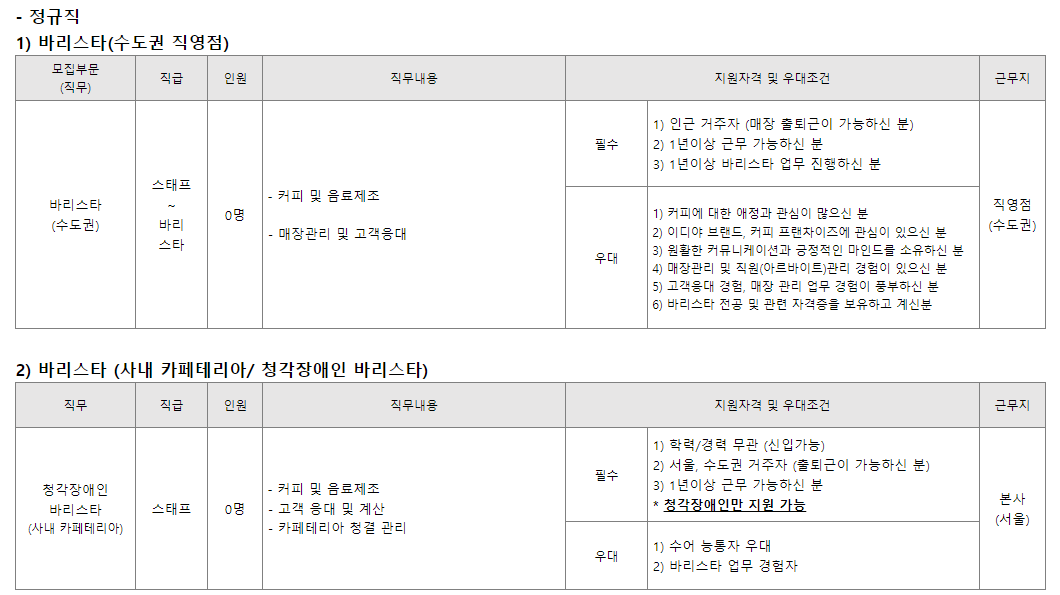 - 정규직
1) 바리스타(수도권 직영점)
모집부문
(직무)
직급
인원
직무내용
지원자격 및 우대조건
근무지
바리스타
(수도권)
스태프
~
바리
스타
0명
- 커피 및 음료제조
- 매장관리 및 고객응대
필수
1) 인근 거주자 (매장 출퇴근이 가능하신 분)
2) 1년이상 근무 가능하신 분
3) 1년이상 바리스타 업무 진행하신 분
우대
1) 커피에 대한 애정과 관심이 많으신 분
2) 이디야 브랜드, 커피 프랜차이즈에 관심이 있으신 분
3) 원활한 커뮤니케이션과 긍정적인 마인드를 소유하신 분
4) 매장관리 및 직원(아르바이트)관리 경험이 있으신 분
5) 고객응대 경험, 매장 관리 업무 경험이 풍부하신 분
6) 바리스타 전공 및 관련 자격증을 보유하고 계신분
직영점
(수도권)
2) 바리스타 (사내 카페테리아/ 청각장애인 바리스타)
직무
직급
인원
직무내용
지원자격 및 우대조건
근무지
청각장애인
바리스타
(사내 카페테리아)
스태프
0명
- 커피 및 음료제조
- 고객 응대 및 계산
- 카페테리아 청결 관리
필수
1) 학력/경력 무관 (신입가능)
2) 서울, 수도권 거주자 (출퇴근이 가능하신 분)
3) 1년이상 근무 가능하신 분
* 청각장애인만 지원 가능
우대
1) 수어 능통자 우대
2) 바리스타 업무 경험자
본사
(서울)